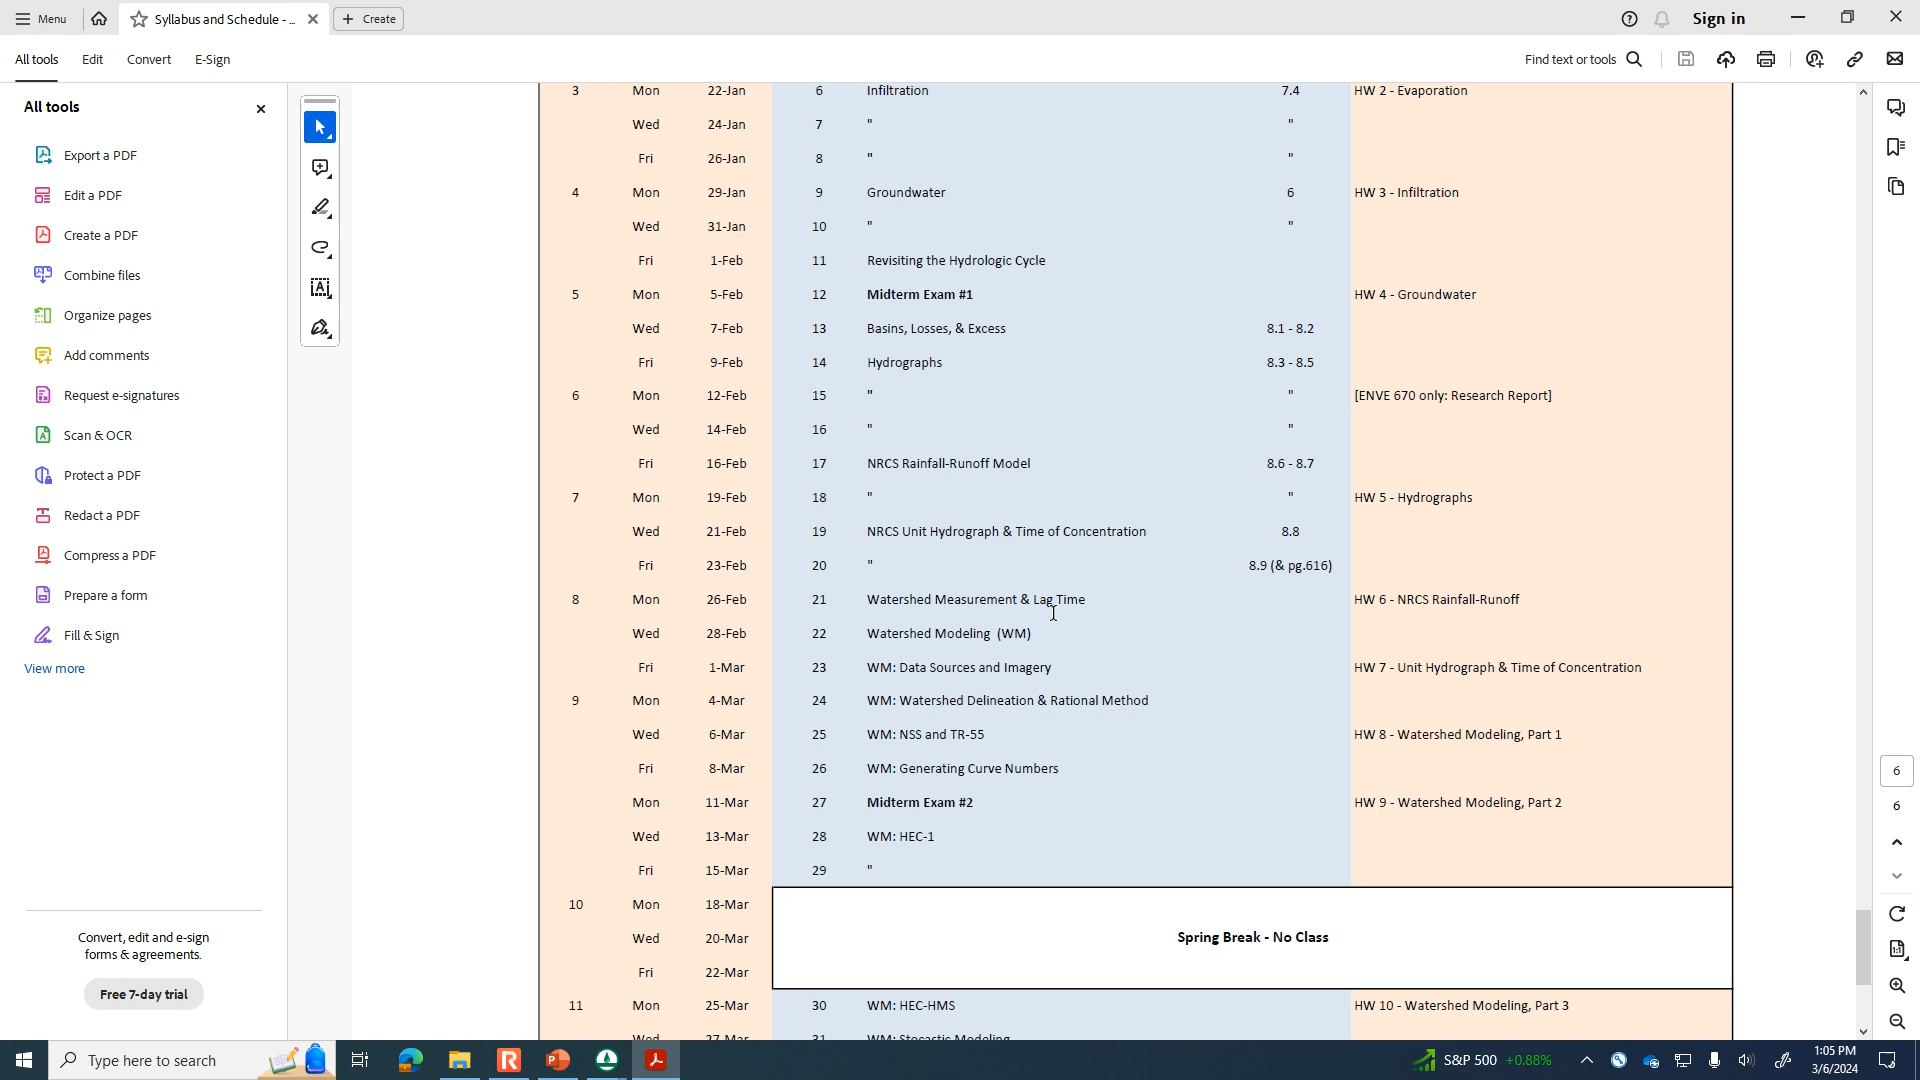 Menu
Syllabus and Schedule - ...
Create
Sign in
All tools Edit Convert E-Sign
Find text or tools
All tools
Export a PDF
Edit a PDF
Create a PDF
Combine files
Organize pages
Add comments
Request e-signatures
Scan & OCR
Protect a PDF
Redact a PDF
Compress a PDF
Prepare a form
Fill & Sign
View more
Convert, edit and e-sign
forms & agreements.
Free 7-day trial
3 Mon 22-Jan 6 Infiltration 7.4 HW 2 - Evaporation
Wed 24-Jan 7 " "
Fri 26-Jan 8 " "
4 Mon 29-Jan 9 Groundwater 6 HW 3 - Infiltration
Wed 31-Jan 10 " "
Fri 1-Feb 11 Revisiting the Hydrologic Cycle
5 Mon 5-Feb 12 Midterm Exam #1 HW 4 - Groundwater
Wed 7-Feb 13 Basins, Losses, & Excess 8.1 - 8.2
Fri 9-Feb 14 Hydrographs 8.3 - 8.5
6 Mon 12-Feb 15 " " [ENVE 670 only: Research Report]
Wed 14-Feb 16 " "
Fri 16-Feb 17 NRCS Rainfall-Runoff Model 8.6 - 8.7
7 Mon 19-Feb 18 " " HW 5 - Hydrographs
Wed 21-Feb 19 NRCS Unit Hydrograph & Time of Concentration 8.8
Fri 23-Feb 20 " 8.9 (& pg.616)
8 Mon 26-Feb 21 Watershed Measurement & Lag Time HW 6 - NRCS Rainfall-Runoff
Wed 28-Feb 22 Watershed Modeling (WM)
Fri 1-Mar 23 WM: Data Sources and Imagery HW 7 - Unit Hydrograph & Time of Concentration
9 Mon 4-Mar 24 WM: Watershed Delineation & Rational Method
Wed 6-Mar 25 WM: NSS and TR-55 HW 8 - Watershed Modeling, Part 1
Fri 8-Mar 26 WM: Generating Curve Numbers
Mon 11-Mar 27 Midterm Exam #2 HW 9 - Watershed Modeling, Part 2
Wed 13-Mar 28 WM: HEC-1
Fri 15-Mar 29 "
10 Mon 18-Mar
Wed 20-Mar Spring Break - No Class
Fri 22-Mar
11 Mon 25-Mar 30 WM: HEC-HMS HW 10 - Watershed Modeling, Part 3
Wed 27-Mar 31 WM: Stocastic Modeling
6
6
Type here to search
S&P 500 +0.88%
1:05 PM
3/6/2024